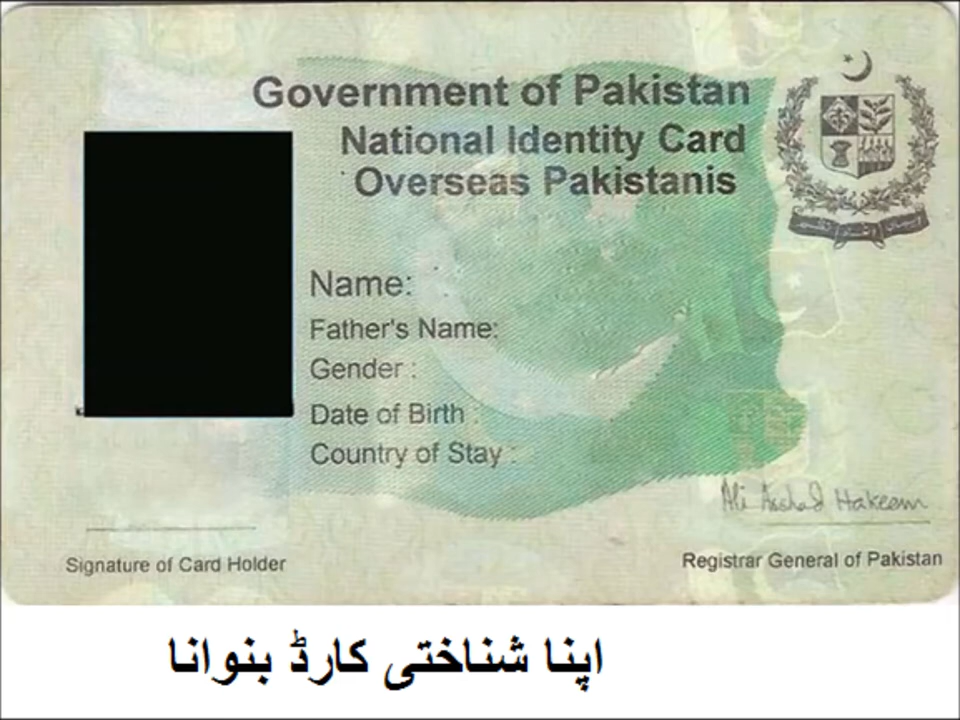 Government of Pakistan
National Identity Card
Overseas Pakistanis
Name:
Father's Name:
Gender :
Date of Birth :
Country of Stay :
Ali Arshad Hakeem
Signature of Card Holder
Registrar General of Pakistan
اپنا شناختی کارڈ بنوانا